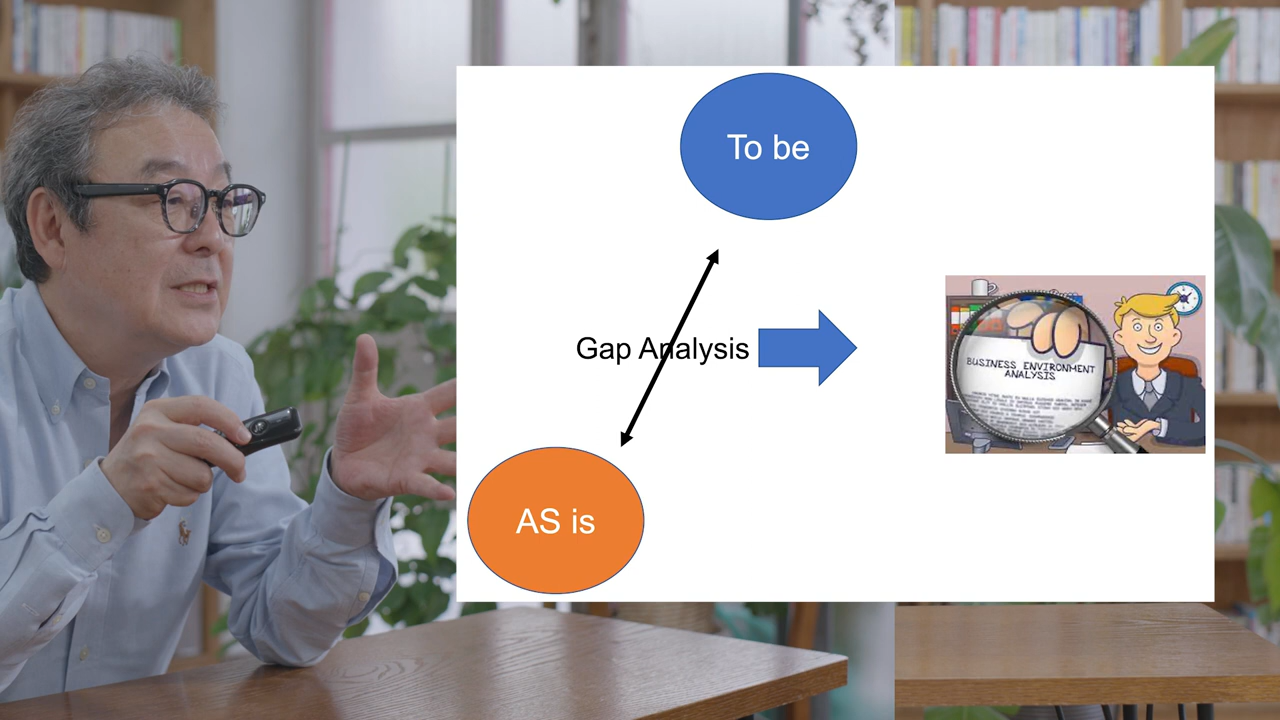 To be
Gap Analysis
BUSINESS ENVIRONMENT
ANALYSIS
AS is